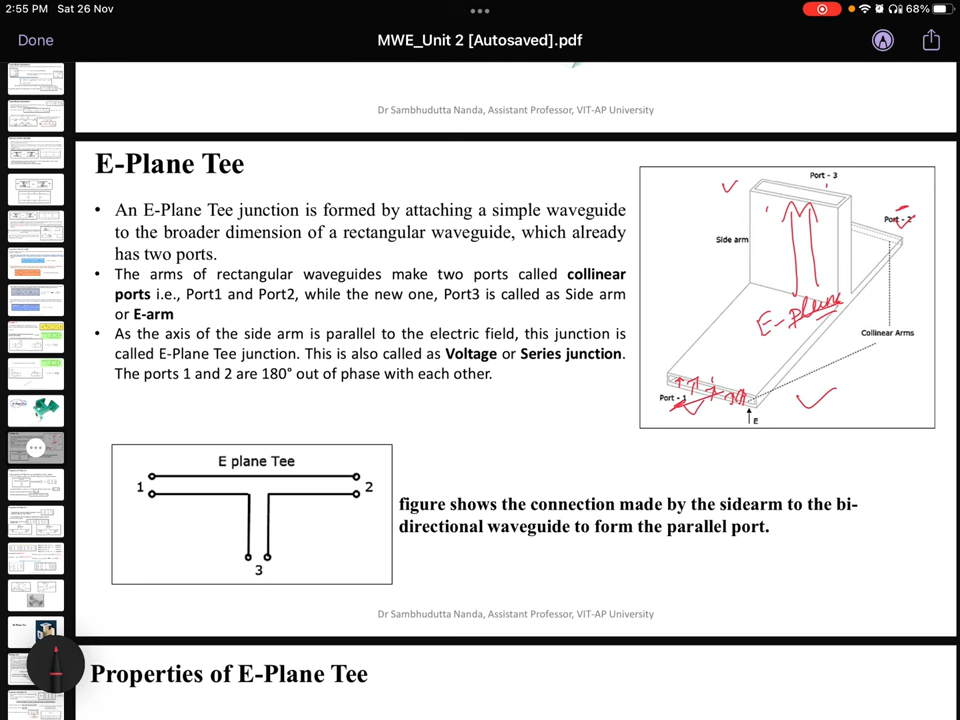 2:55 PM Sat 26 Nov
68%
Done
MWE_Unit 2 [Autosaved].pdf
Dr Sambhudutta Nanda, Assistant Professor, VIT-AP University
E-Plane Tee
• An E-Plane Tee junction is formed by attaching a simple waveguide
to the broader dimension of a rectangular waveguide, which already
has two ports.
• The arms of rectangular waveguides make two ports called collinear
ports i.e., Port1 and Port2, while the new one, Port3 is called as Side arm
or E-arm
• As the axis of the side arm is parallel to the electric field, this junction is
called E-Plane Tee junction. This is also called as Voltage or Series junction.
The ports 1 and 2 are 180° out of phase with each other.
Port - 3
Port - 2
Side arm
E-plane
Collinear Arms
Port - 1
E
E plane Tee
1
2
3
figure shows the connection made by the sidearm to the bi-
directional waveguide to form the parallel port.
Dr Sambhudutta Nanda, Assistant Professor, VIT-AP University
Properties of E-Plane Tee